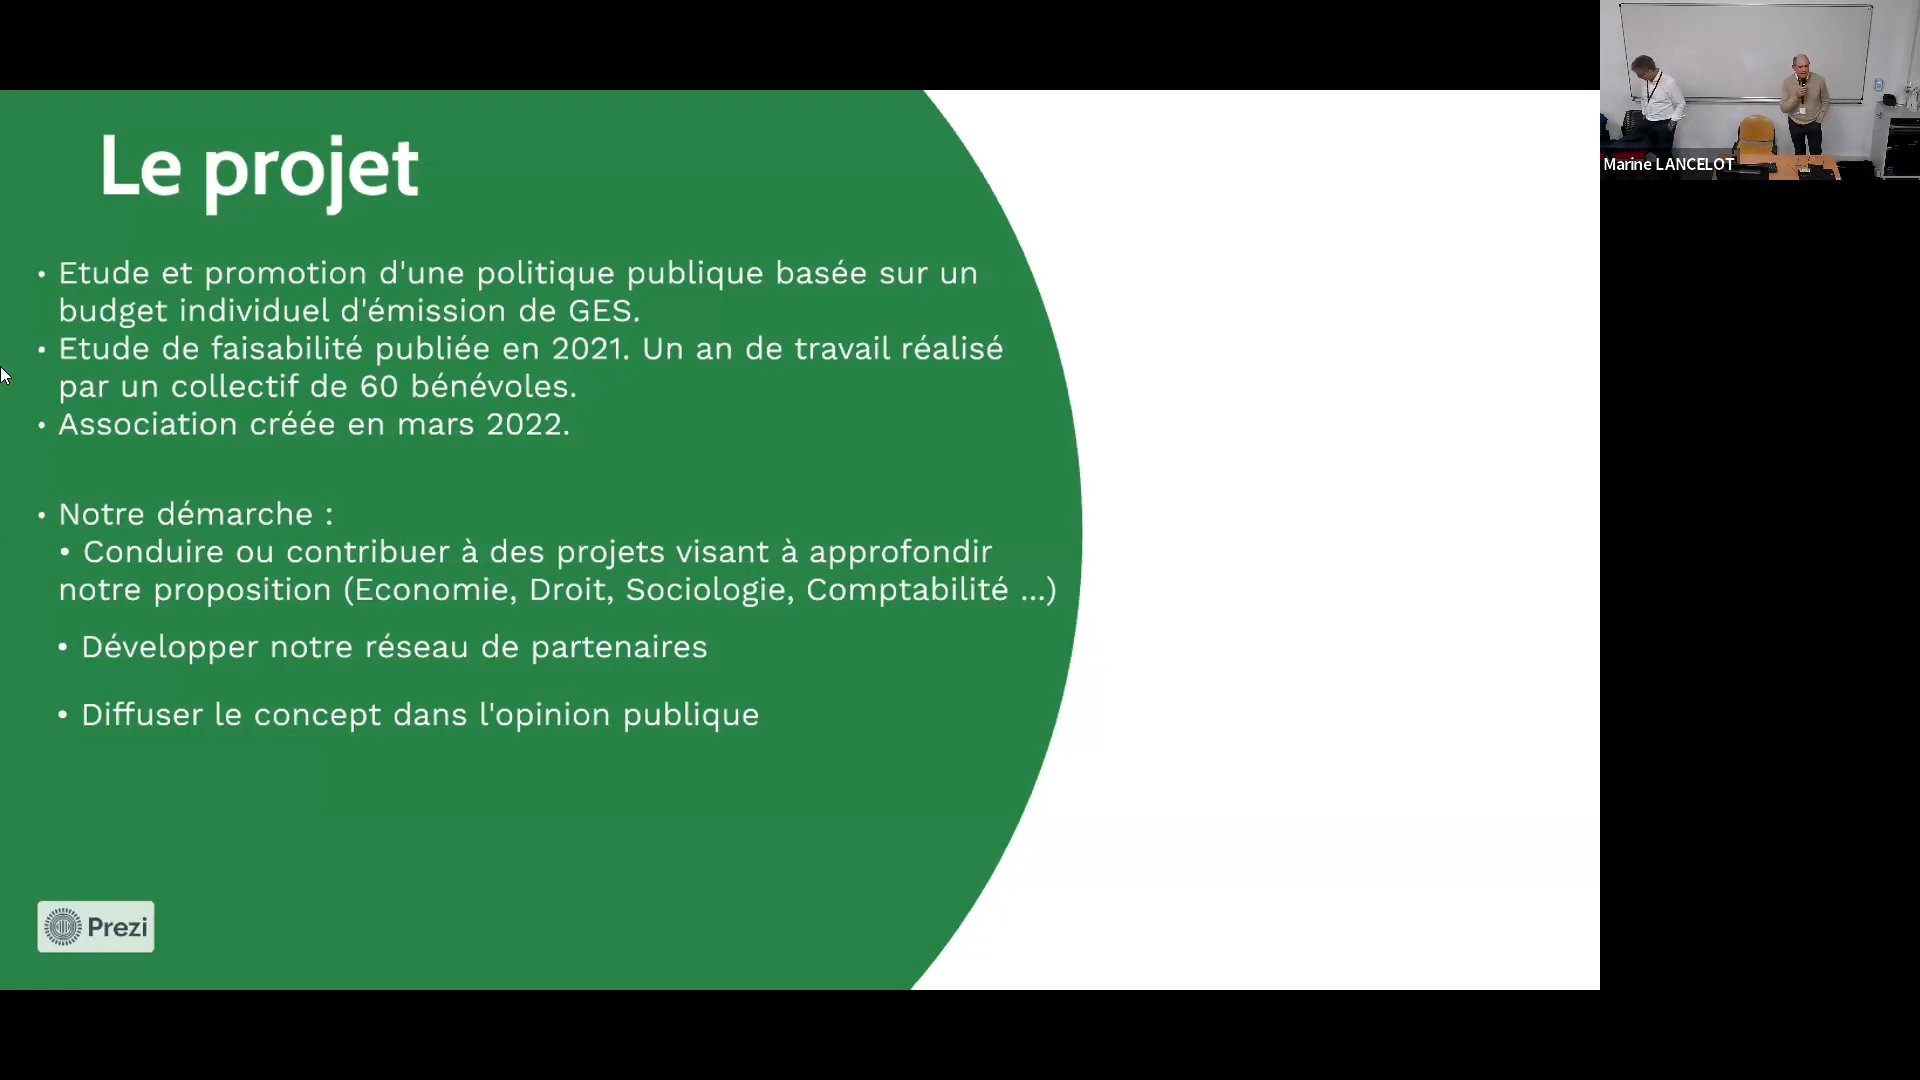 Le projet
• Etude et promotion d'une politique publique basée sur un
budget individuel d'émission de GES.
• Etude de faisabilité publiée en 2021. Un an de travail réalisé
par un collectif de 60 bénévoles.
• Association créée en mars 2022.
• Notre démarche :
• Conduire ou contribuer à des projets visant à approfondir
notre proposition (Economie, Droit, Sociologie, Comptabilité ...)
• Développer notre réseau de partenaires
• Diffuser le concept dans l'opinion publique
Prezi
Marine LANCELOT